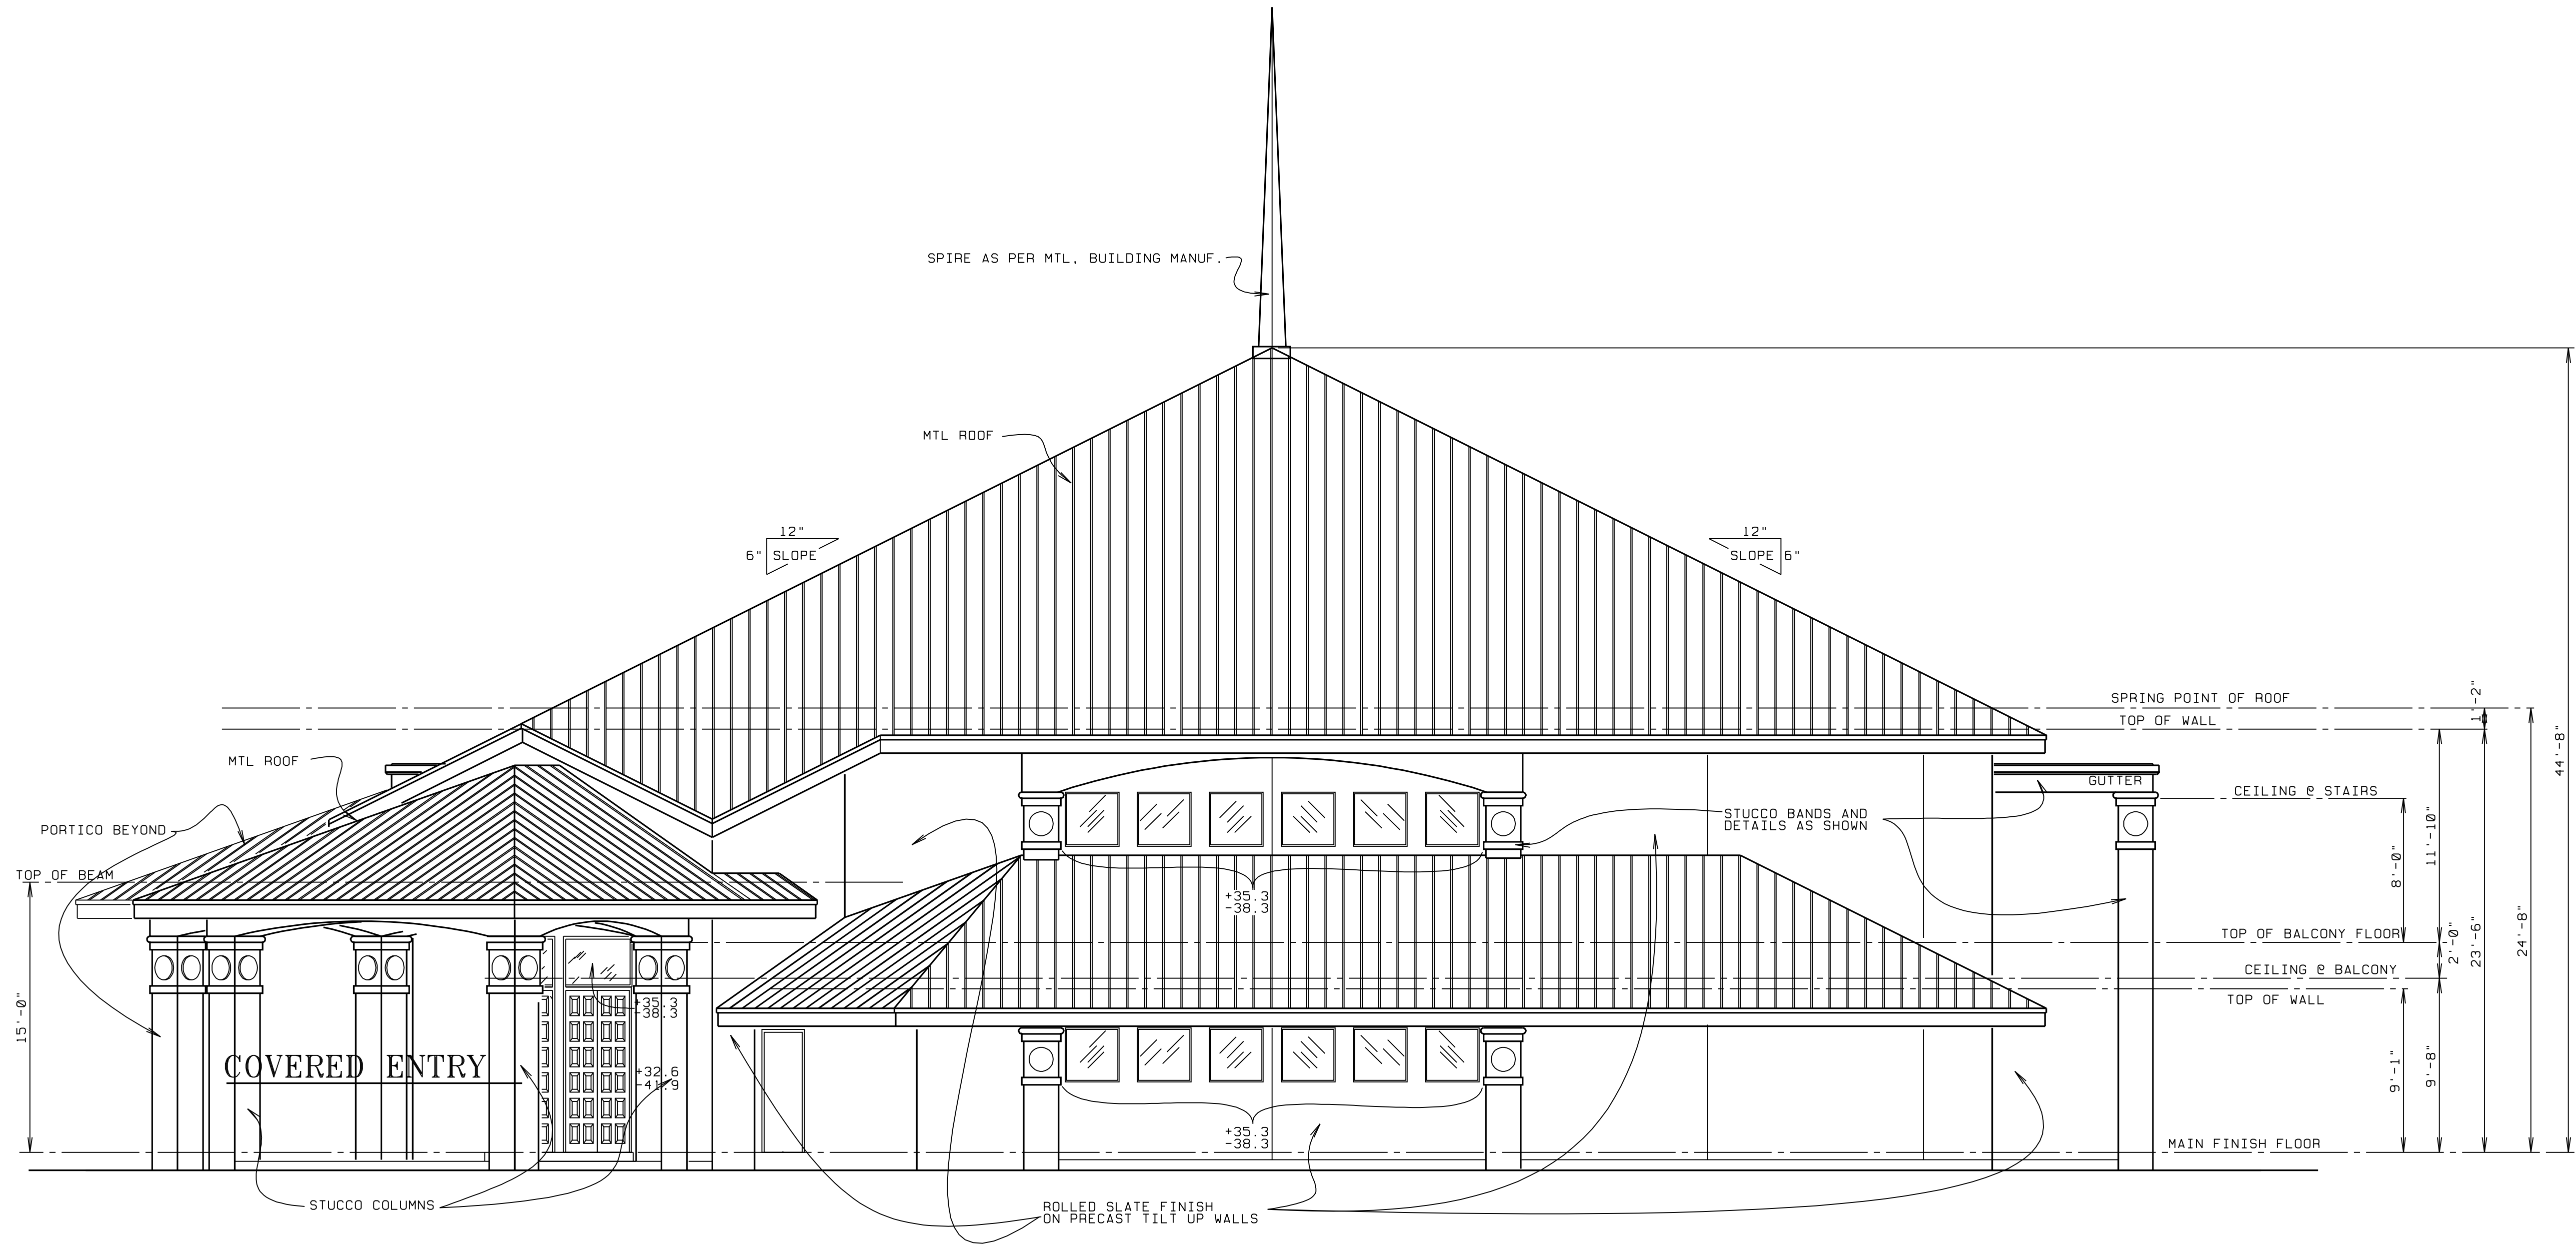 SPIRE AS PER MTL. BUILDING MANUF.
MTL ROOF
12"
6" SLOPE
12"
SLOPE 6"
SPRING POINT OF ROOF
1'-2"
TOP OF WALL
44'-8"
MTL ROOF
GUTTER
CEILING @ STAIRS
PORTICO BEYOND
STUCCO BANDS AND
DETAILS AS SHOWN
11'-10"
8'-0"
TOP OF BEAM
+35.3
-38.3
TOP OF BALCONY FLOOR
2'-0"
23'-6"
24'-8"
CEILING @ BALCONY
TOP OF WALL
15'-0"
+35.3
-38.3
COVERED ENTRY
+32.6
-41.9
9'-1"
9'-8"
+35.3
-38.3
MAIN FINISH FLOOR
STUCCO COLUMNS
ROLLED SLATE FINISH
ON PRECAST TILT UP WALLS